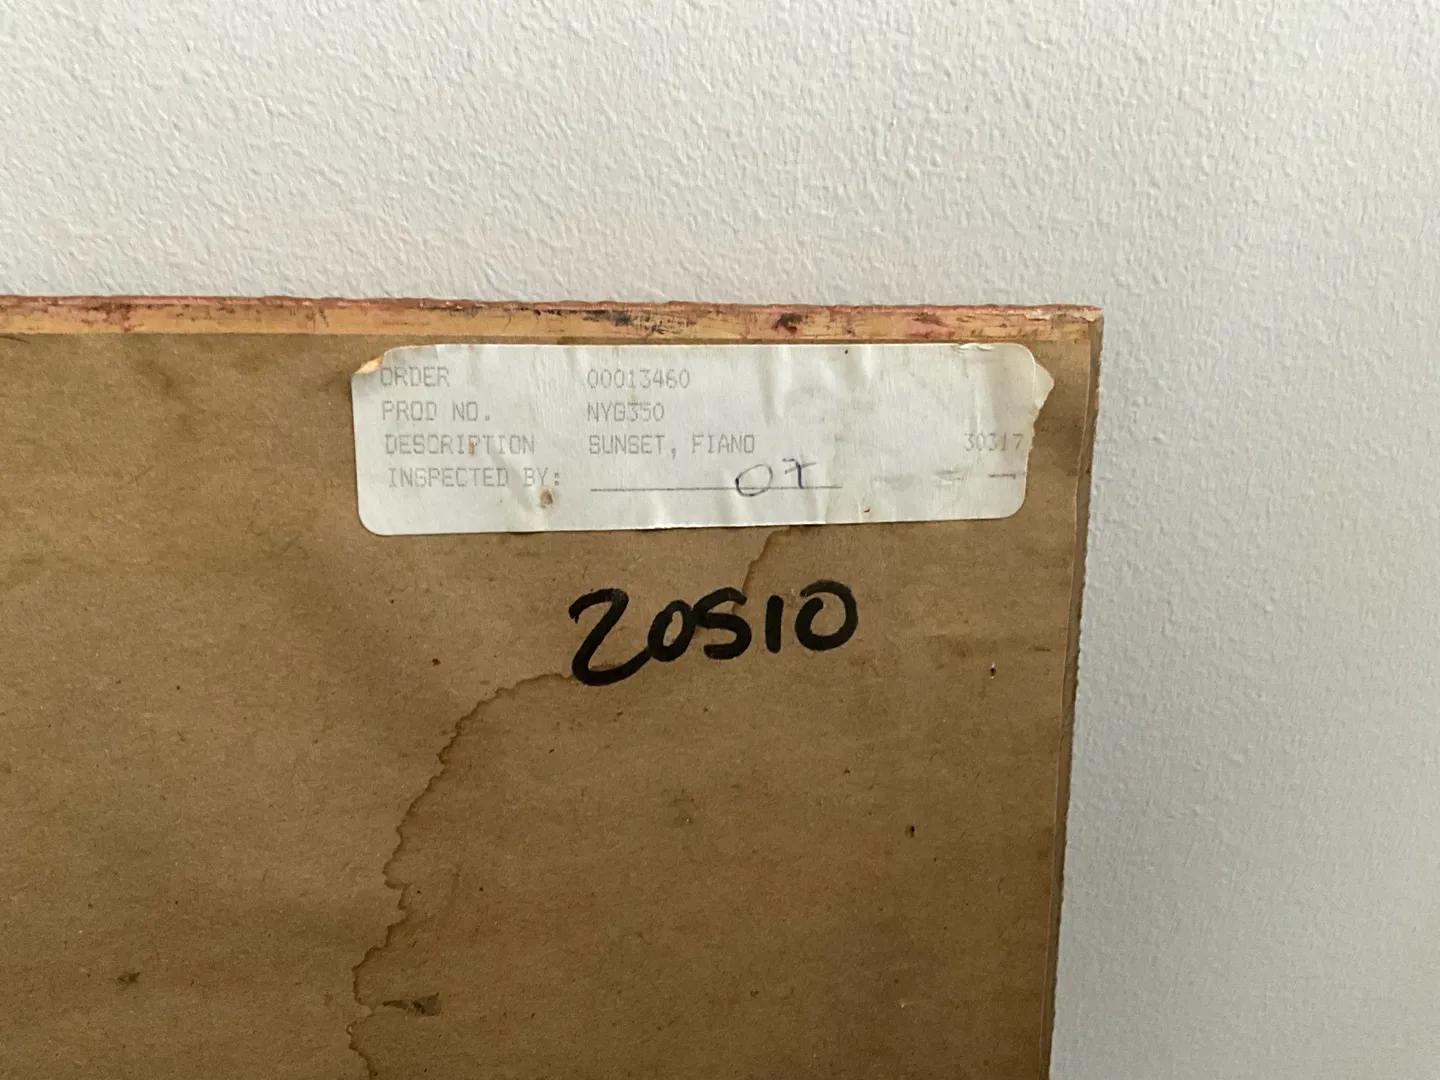 ORDER 00013460
PROD NO. NYG350
DESCRIPTION SUNSET, FIANO 30317
INSPECTED BY: 07
20510